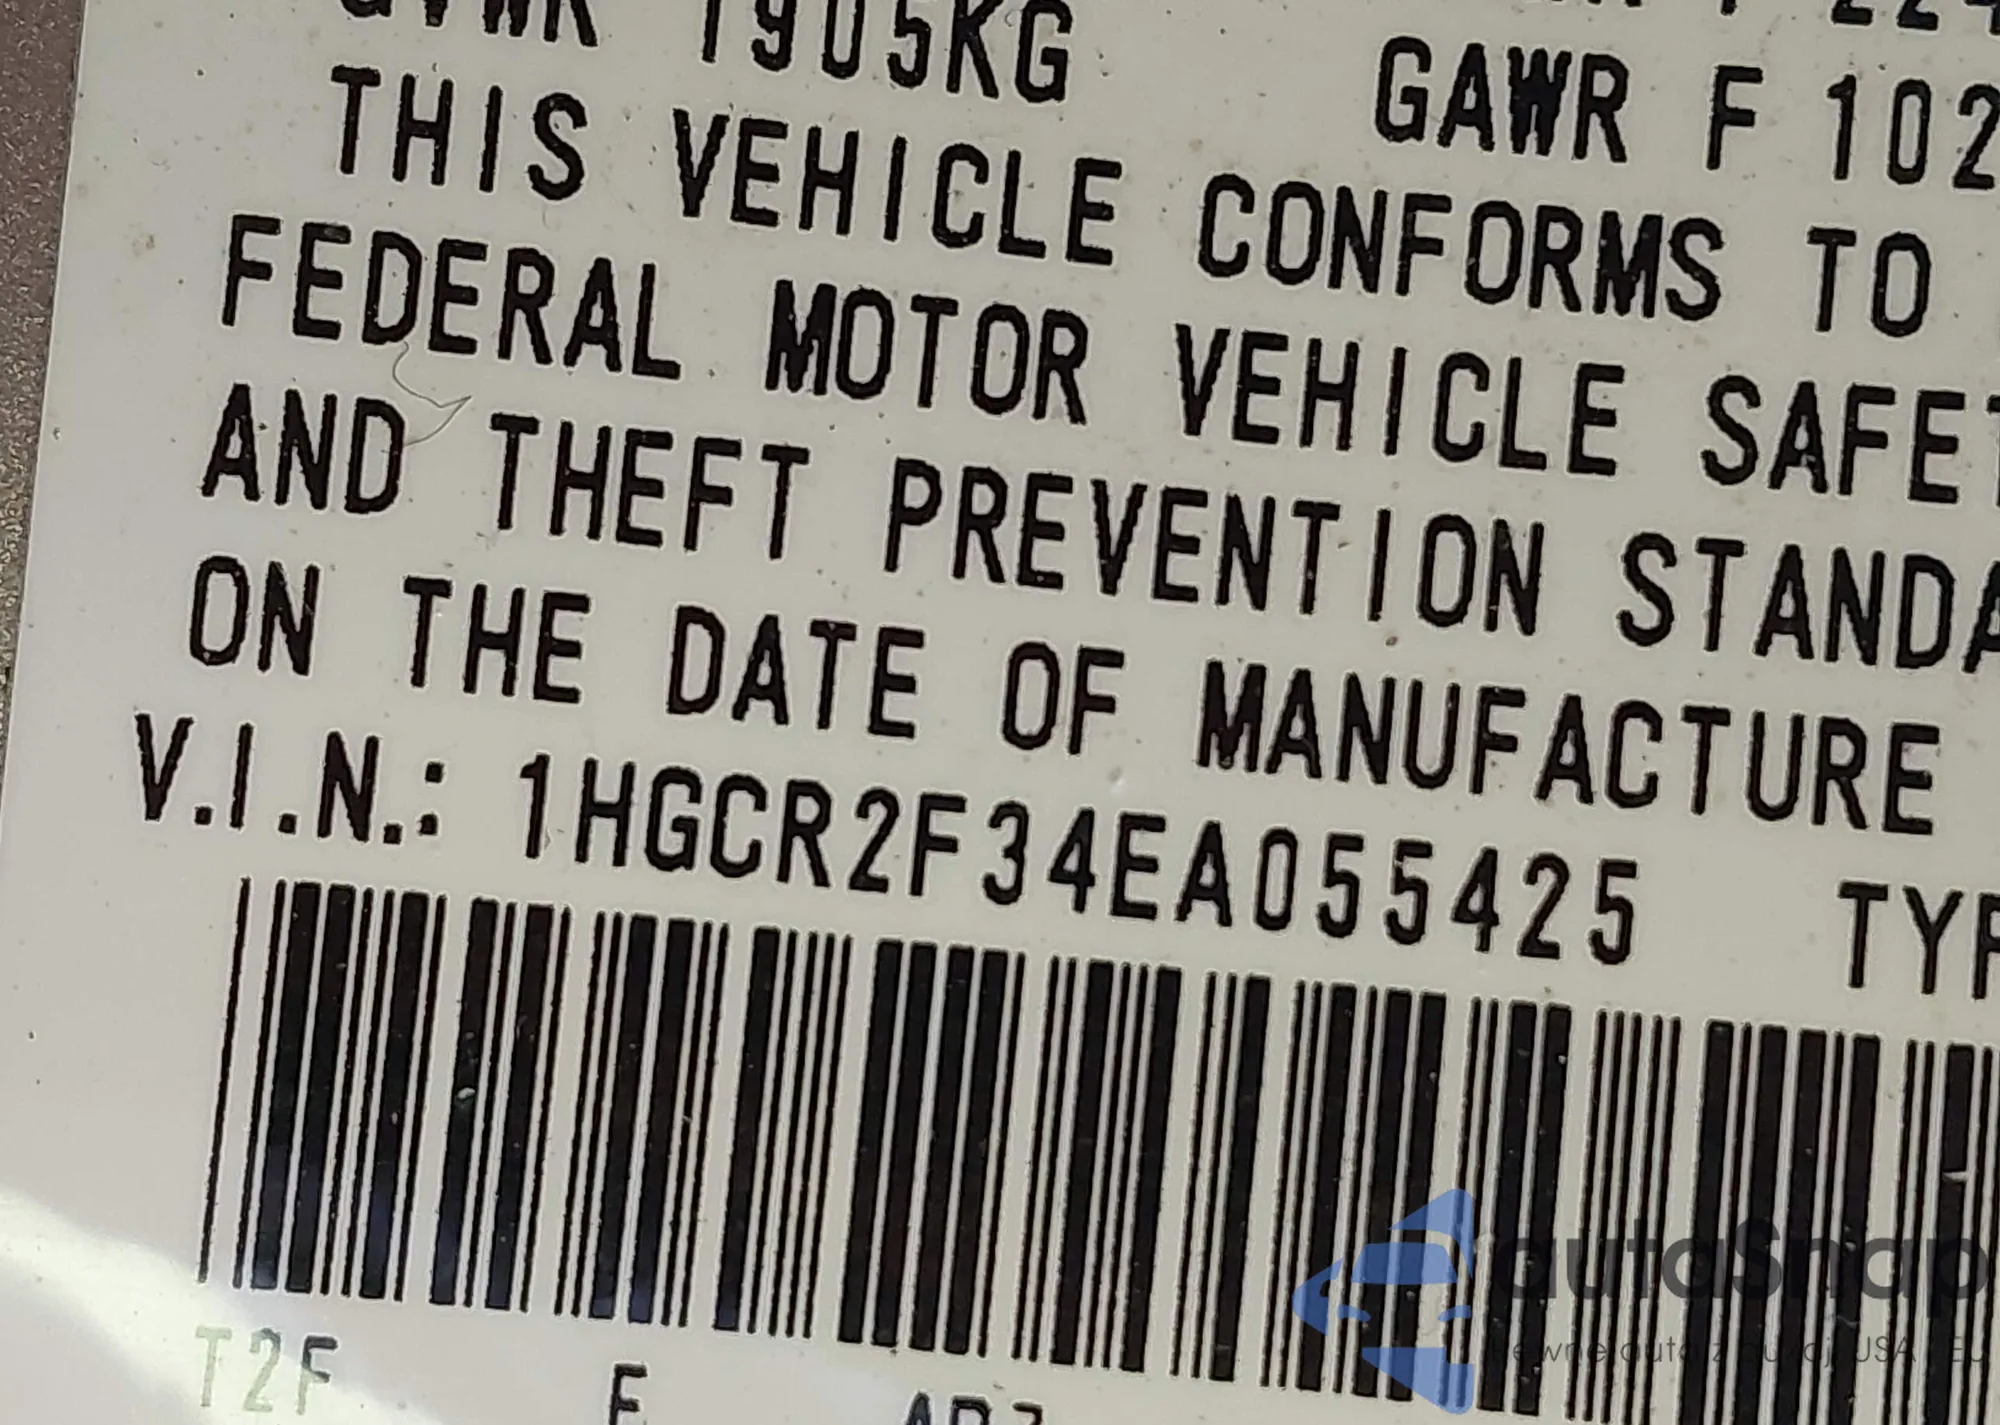 GVWR 1905KG
GAWR F 102
THIS VEHICLE CONFORMS TO
FEDERAL MOTOR VEHICLE SAFET
AND THEFT PREVENTION STANDA
ON THE DATE OF MANUFACTURE
V.I.N.: 1HGCR2F34EA055425 TYP
T2F E
autaSnap